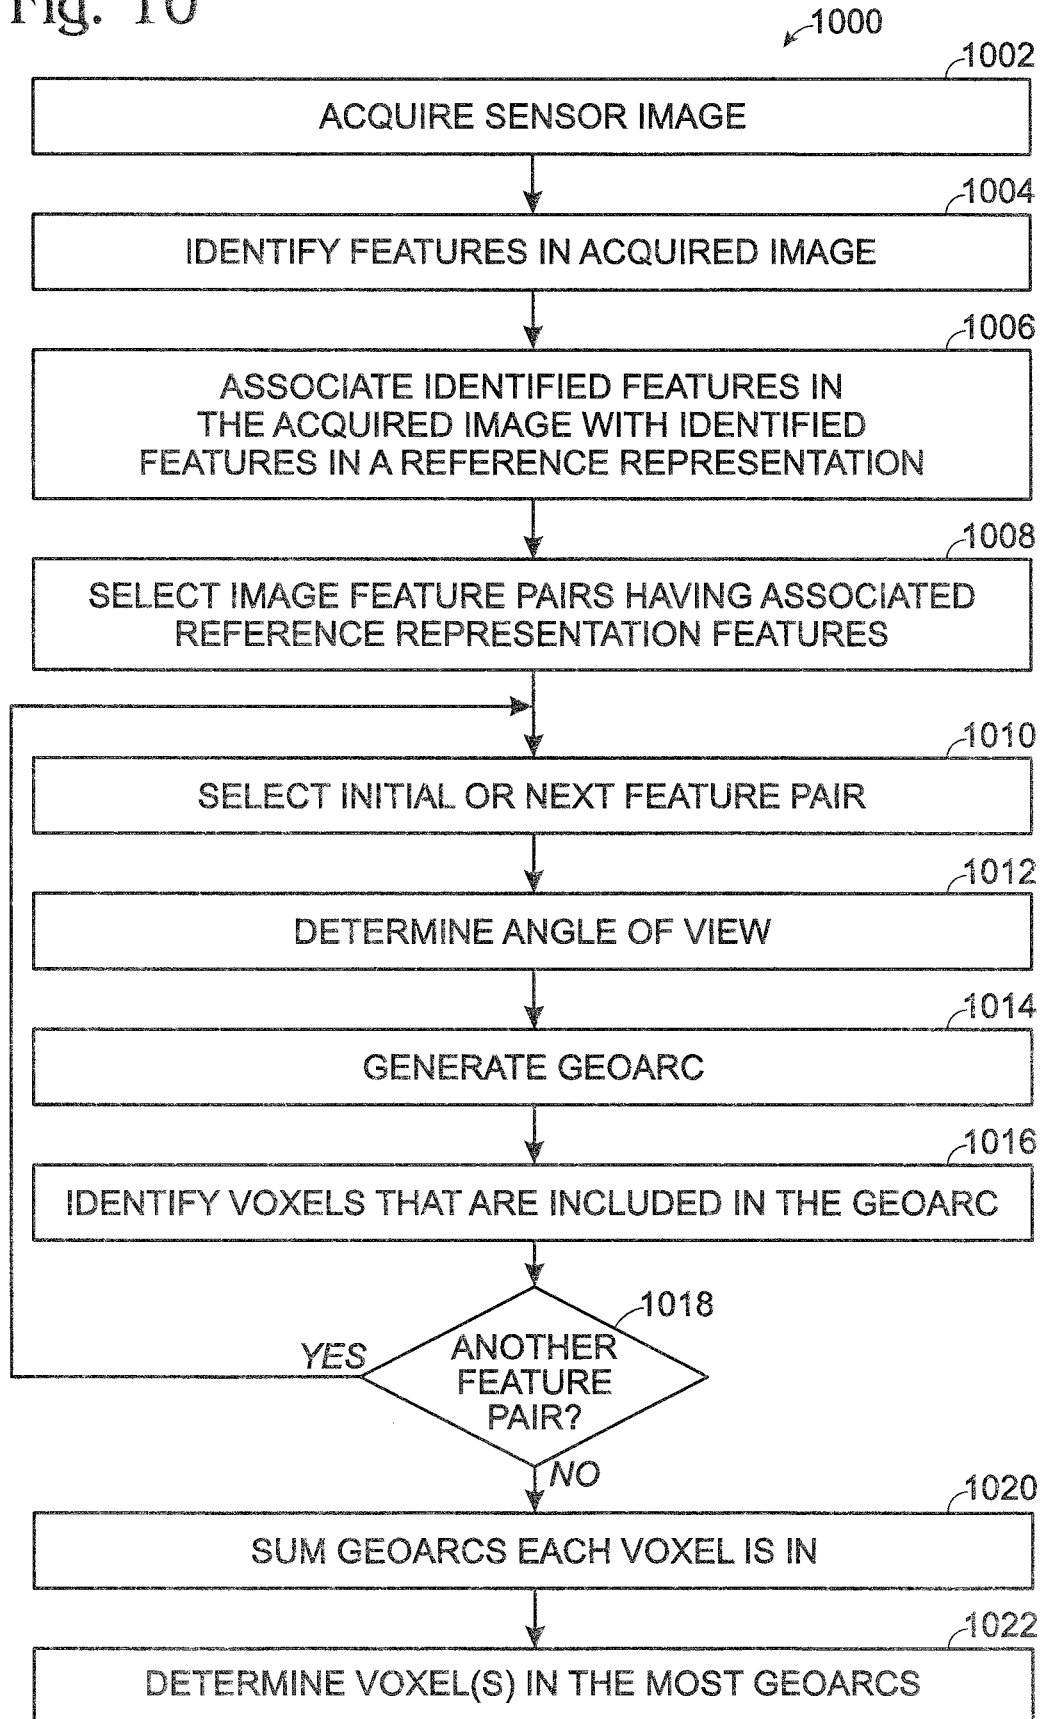 Fig. 10
1000
1002
ACQUIRE SENSOR IMAGE
1004
IDENTIFY FEATURES IN ACQUIRED IMAGE
1006
ASSOCIATE IDENTIFIED FEATURES IN
THE ACQUIRED IMAGE WITH IDENTIFIED
FEATURES IN A REFERENCE REPRESENTATION
1008
SELECT IMAGE FEATURE PAIRS HAVING ASSOCIATED
REFERENCE REPRESENTATION FEATURES
1010
SELECT INITIAL OR NEXT FEATURE PAIR
1012
DETERMINE ANGLE OF VIEW
1014
GENERATE GEOARC
1016
IDENTIFY VOXELS THAT ARE INCLUDED IN THE GEOARC
1018
YES
ANOTHER
FEATURE
PAIR?
NO
1020
SUM GEOARCS EACH VOXEL IS IN
1022
DETERMINE VOXEL(S) IN THE MOST GEOARCS